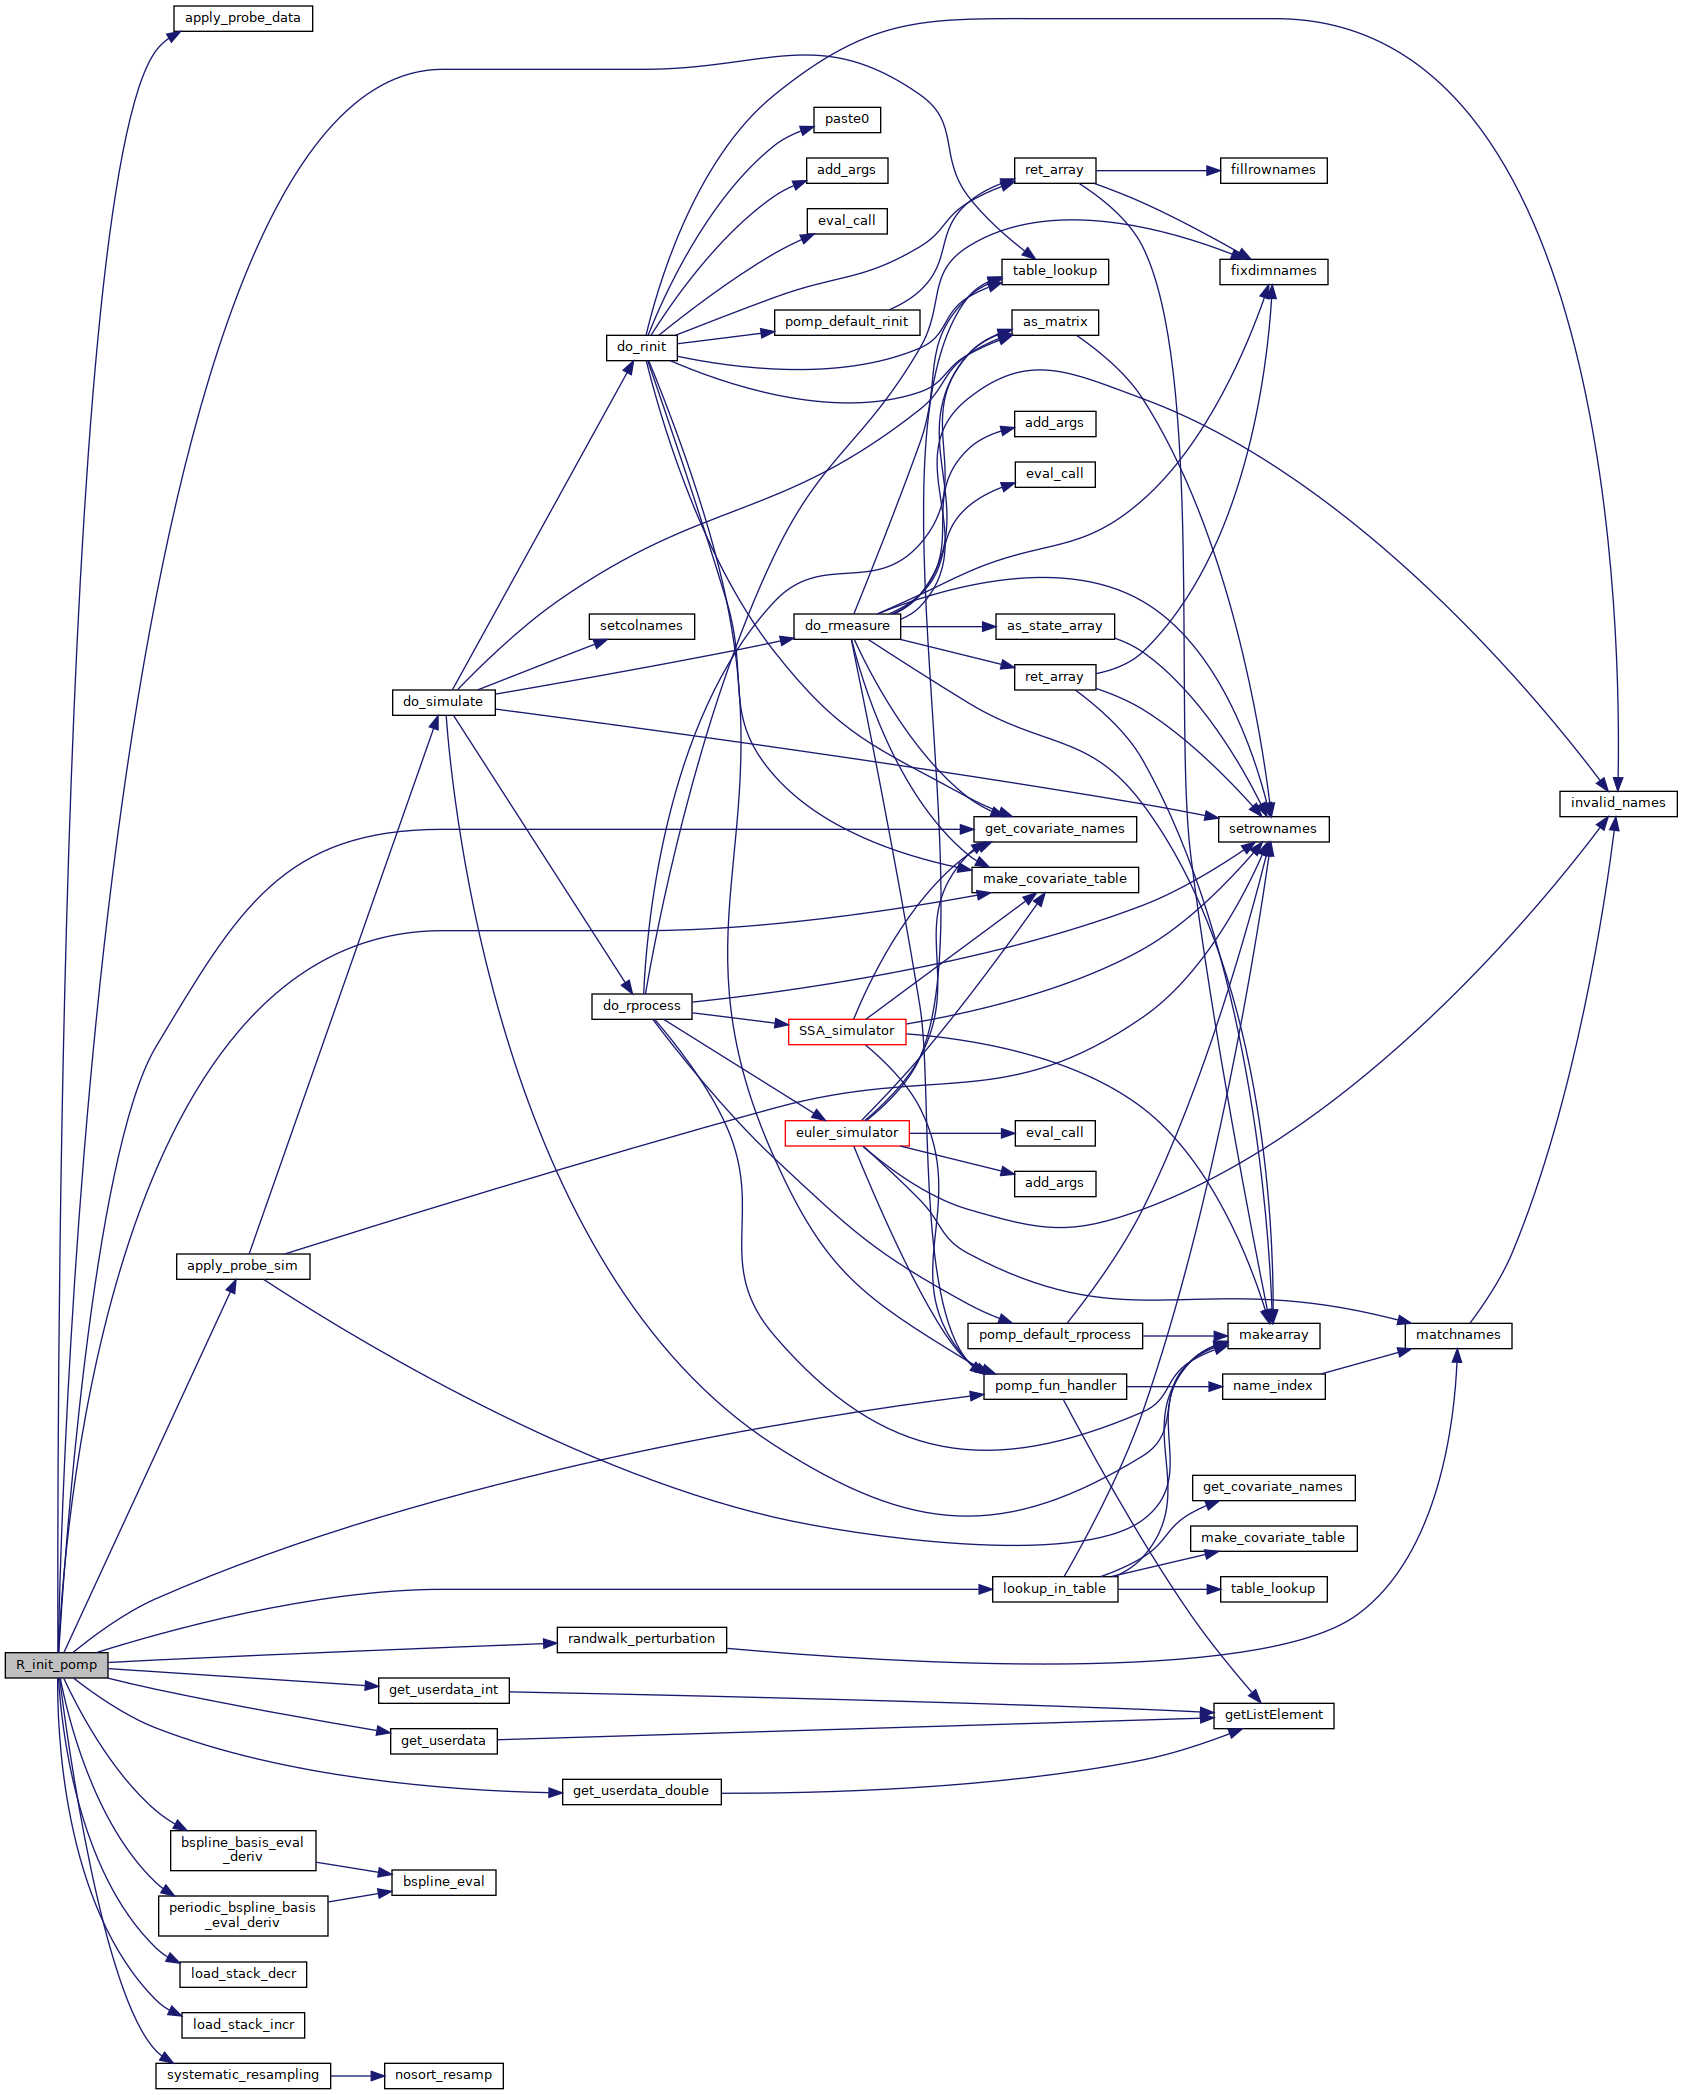 apply_probe_data
paste0
add_args
ret_array
fillrownames
eval_call
table_lookup
fixdimnames
pomp_default_rinit
as_matrix
do_rinit
add_args
eval_call
setcolnames
do_rmeasure
as_state_array
ret_array
do_simulate
invalid_names
get_covariate_names
setrownames
make_covariate_table
do_rprocess
SSA_simulator
euler_simulator
eval_call
add_args
apply_probe_sim
pomp_default_rprocess
makearray
matchnames
pomp_fun_handler
name_index
get_covariate_names
make_covariate_table
lookup_in_table
table_lookup
randwalk_perturbation
R_init_pomp
get_userdata_int
getListElement
get_userdata
get_userdata_double
bspline_basis_eval
_deriv
bspline_eval
periodic_bspline_basis
_eval_deriv
load_stack_decr
load_stack_incr
systematic_resampling
nosort_resamp